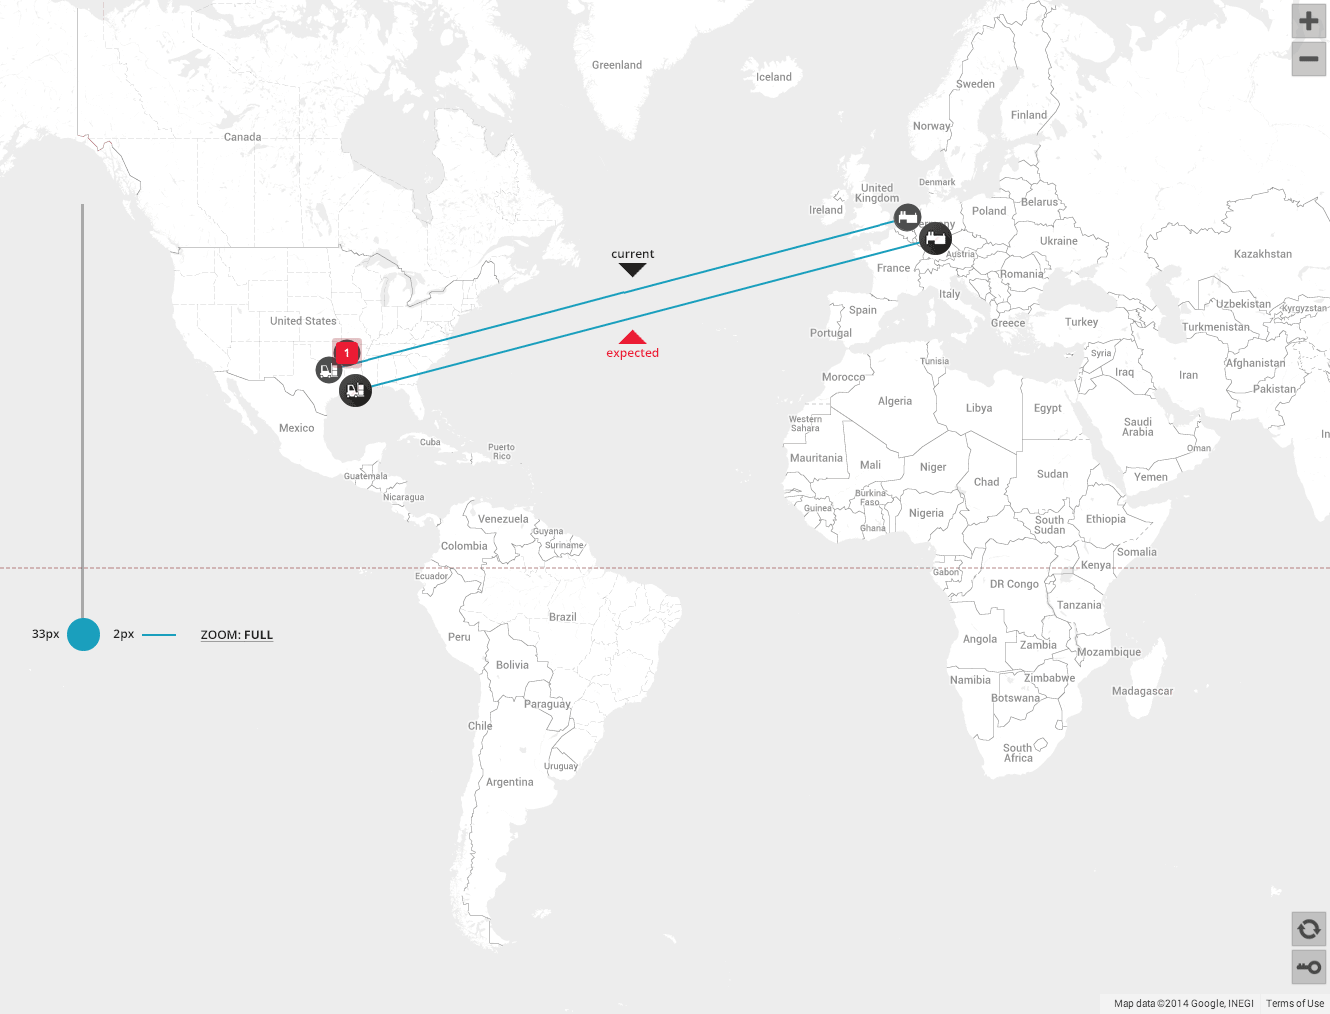 Greenland
Iceland
Sweden
Finland
Norway
Canada
Denmark
United
Kingdom
Ireland
Poland
Belarus
Ukraine
current
Austria
Kazakhstan
France
Romania
Italy
Uzbekistan
Kyrgyzstan
Spain
United States
Greece
Turkey
Turkmenistan
Portugal
1
expected
Syria
Tunisia
Afghanistan
Iraq
Iran
Morocco
Pakistan
Algeria
Libya
Egypt
Western
Sahara
Saudi
Arabia
Mexico
Cuba
Puerto
Rico
Oman
In
Mauritania
Mali
Niger
Sudan
Yemen
Guatemala
Chad
Nicaragua
Burkina
Faso
Guinea
Nigeria
Venezuela
South
Sudan
Ethiopia
Ghana
Guyana
Suriname
Colombia
Somalia
Kenya
Ecuador
Gabon
DR Congo
Tanzania
Brazil
33px
2px
ZOOM: FULL
Peru
Angola
Zambia
Mozambique
Bolivia
Namibia
Zimbabwe
Madagascar
Botswana
Paraguay
Chile
South
Africa
Uruguay
Argentina
Map data ©2014 Google, INEGI
Terms of Use